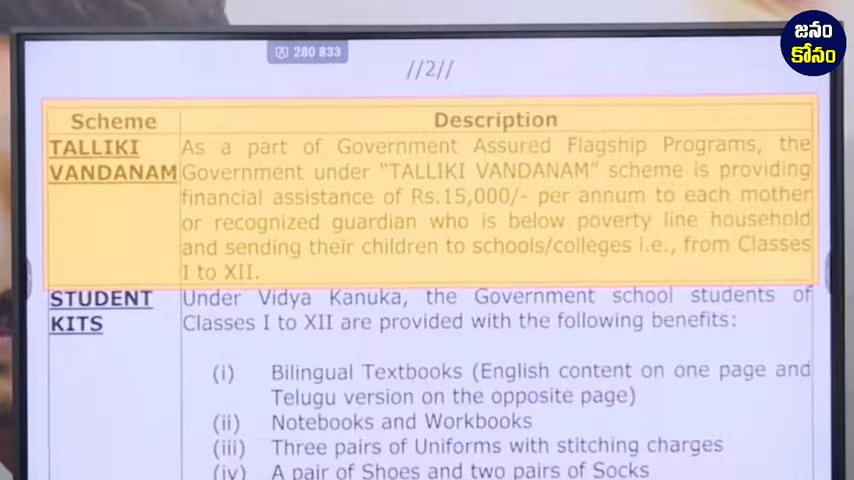 జనం
కోసం
280 833
//2//
Scheme Description
TALLIKI As a part of Government Assured Flagship Programs, the
VANDANAM Government under "TALLIKI VANDANAM" scheme is providing
financial assistance of Rs.15,000/- per annum to each mother
or recognized guardian who is below poverty line household
and sending their children to schools/colleges i.e., from Classes
I to XII.
STUDENT Under Vidya Kanuka, the Government school students of
KITS Classes I to XII are provided with the following benefits:
(i) Bilingual Textbooks (English content on one page and
Telugu version on the opposite page)
(ii) Notebooks and Workbooks
(iii) Three pairs of Uniforms with stitching charges
(iv) A pair of Shoes and two pairs of Socks